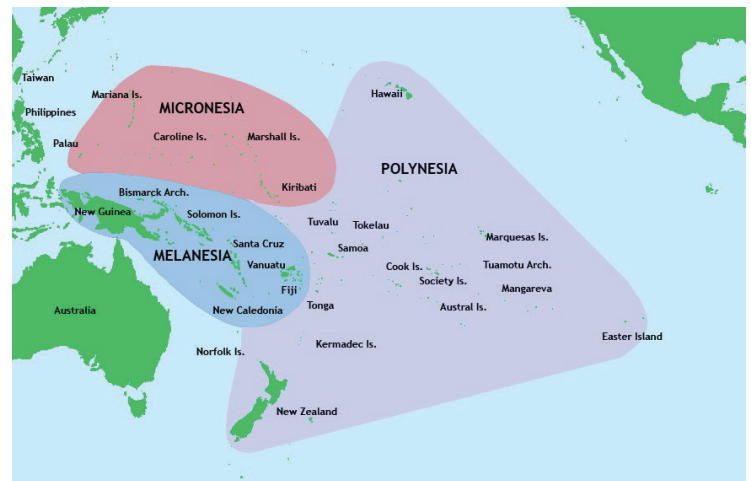 Taiwan
Mariana Is.
Hawaii
MICRONESIA
Philippines
Caroline Is.
Marshall Is.
Palau
POLYNESIA
Kiribati
Bismarck Arch.
New Guinea
Solomon Is.
Tuvalu
Tokelau
Marquesas Is.
Santa Cruz
Samoa
MELANESIA
Vanuatu
Cook Is.
Tuamotu Arch.
Society Is.
Fiji
Mangareva
Tonga
Austral Is.
Australia
New Caledonia
Easter Island
Kermadec Is.
Norfolk Is.
New Zealand